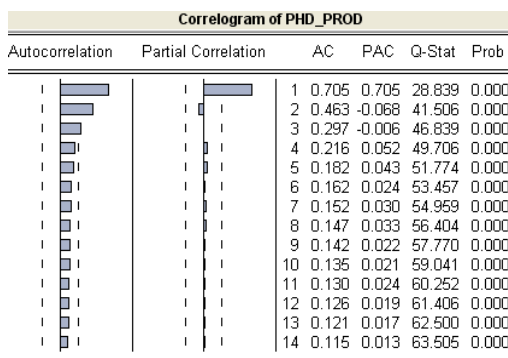 Correlogram of PHD_PROD
Autocorrelation Partial Correlation AC PAC Q-Stat Prob
1 0.705 0.705 28.839 0.000
2 0.463 -0.068 41.506 0.000
3 0.297 -0.006 46.839 0.000
4 0.216 0.052 49.706 0.000
5 0.182 0.043 51.774 0.000
6 0.162 0.024 53.457 0.000
7 0.152 0.030 54.959 0.000
8 0.147 0.033 56.404 0.000
9 0.142 0.022 57.770 0.000
10 0.135 0.021 59.041 0.000
11 0.130 0.024 60.252 0.000
12 0.126 0.019 61.406 0.000
13 0.121 0.017 62.500 0.000
14 0.115 0.013 63.505 0.000